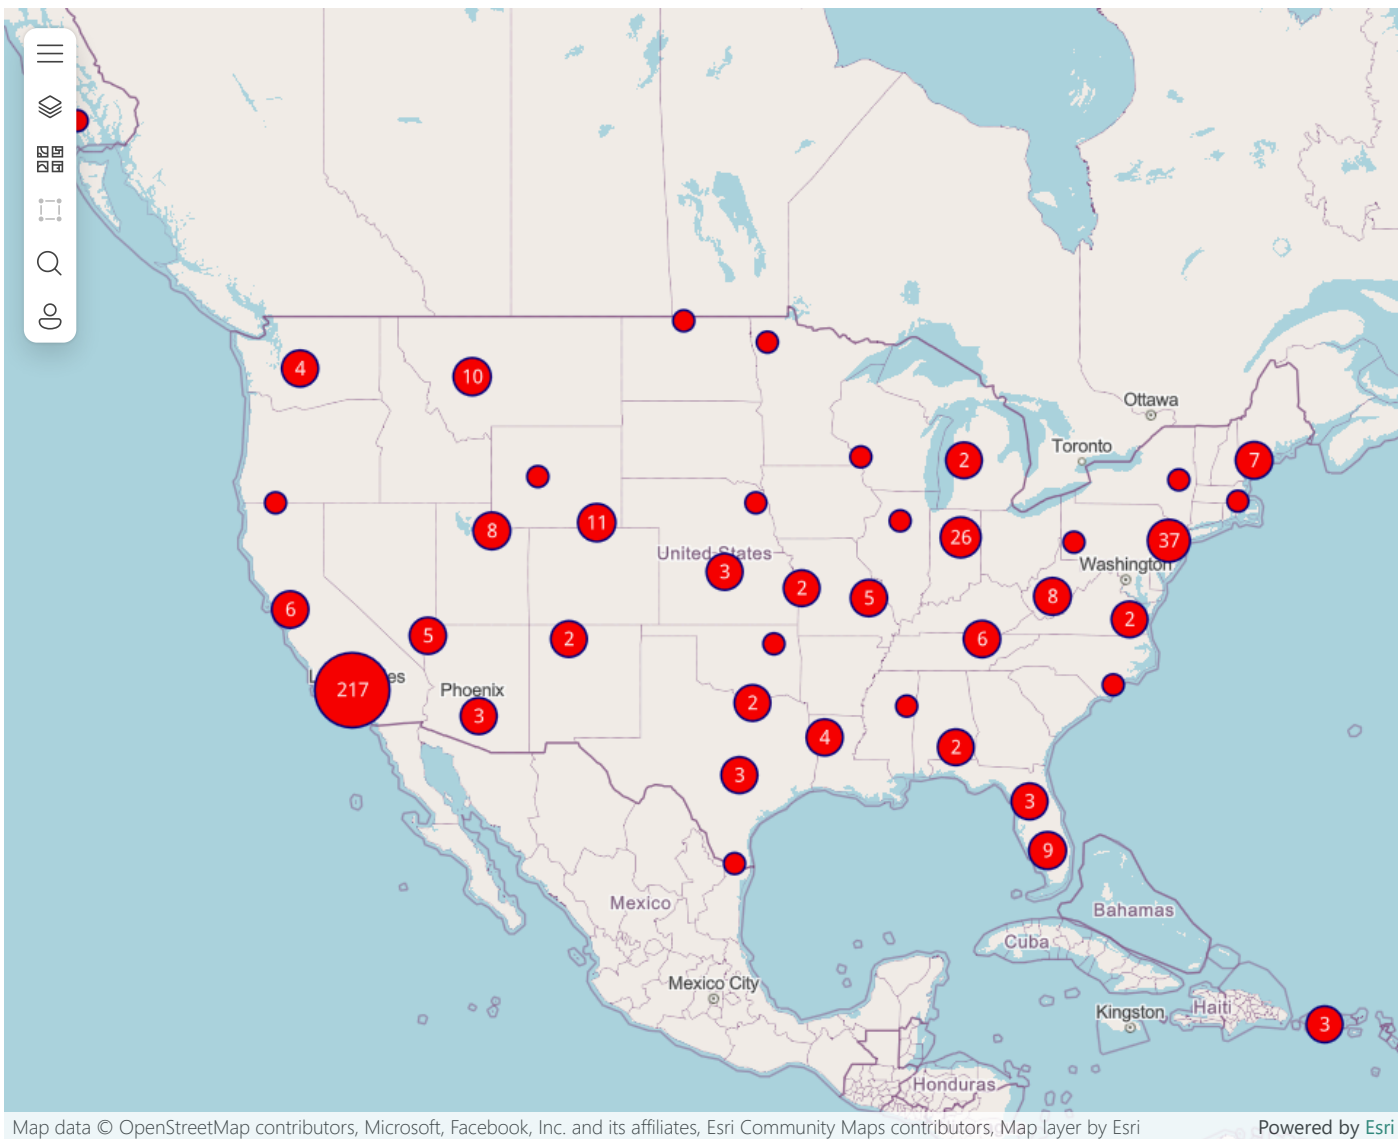 Ottawa
4
10
Toronto
2
7
11
8
26
37
United States
Washington
3
2
5
8
6
2
5
2
6
217
Phoenix
3
2
4
2
3
3
9
Mexico
Bahamas
Cuba
Mexico City
Kingston
Haiti
3
Honduras
Map data © OpenStreetMap contributors, Microsoft, Facebook, Inc. and its affiliates, Esri Community Maps contributors, Map layer by Esri
Powered by Esri